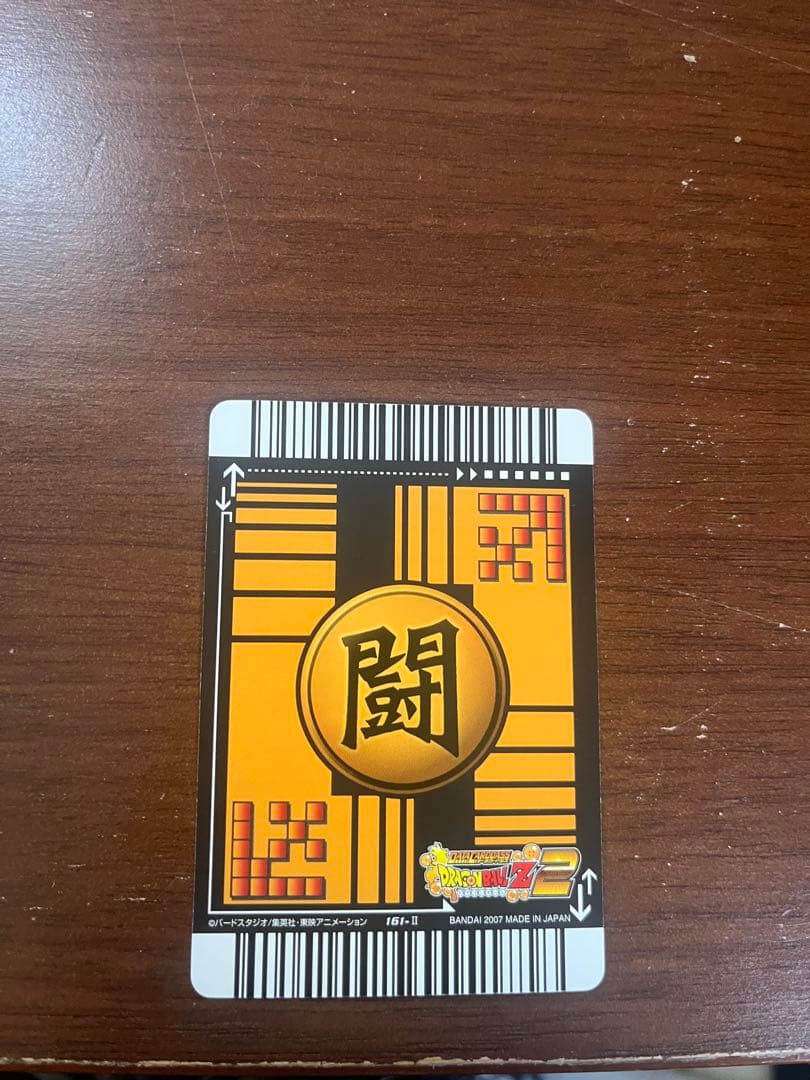 闘
DATA CARDDASS
DRAGON BALL Z 2
©バードスタジオ/集英社・東映アニメーション 161-II BANDAI 2007 MADE IN JAPAN